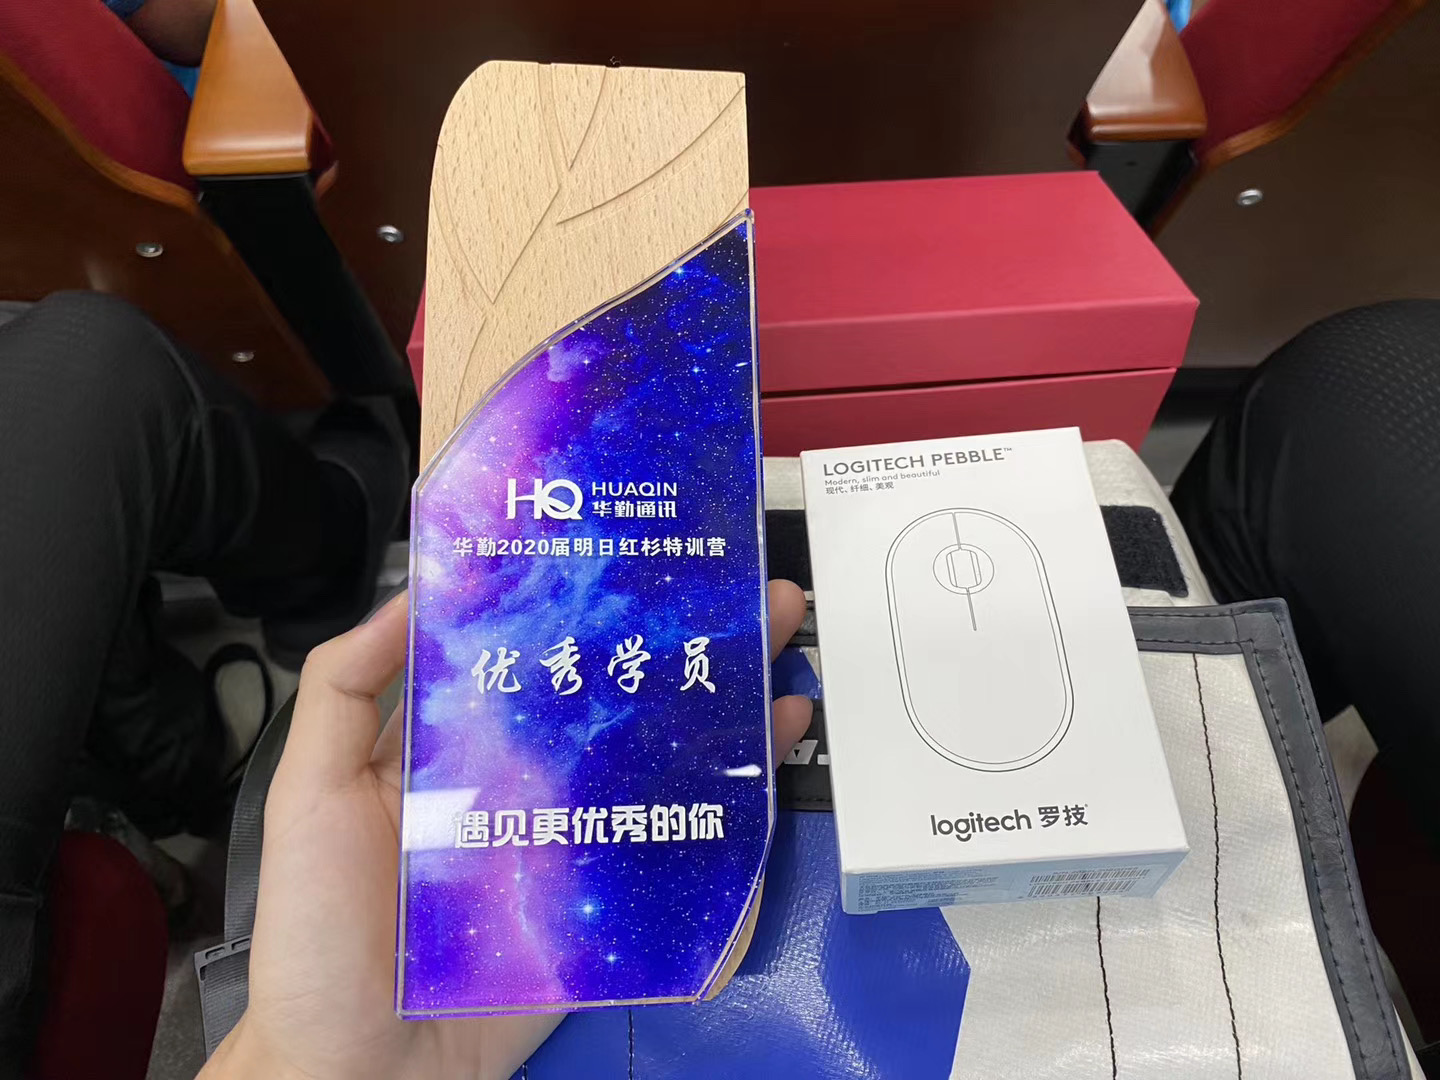 HQ HUAQIN
华勤通讯
华勤2020届明日红杉特训营
优秀学员
遇见更优秀的你
LOGITECH PEBBLE™
Modern, slim and beautiful
现代、纤细、美观
logitech 罗技